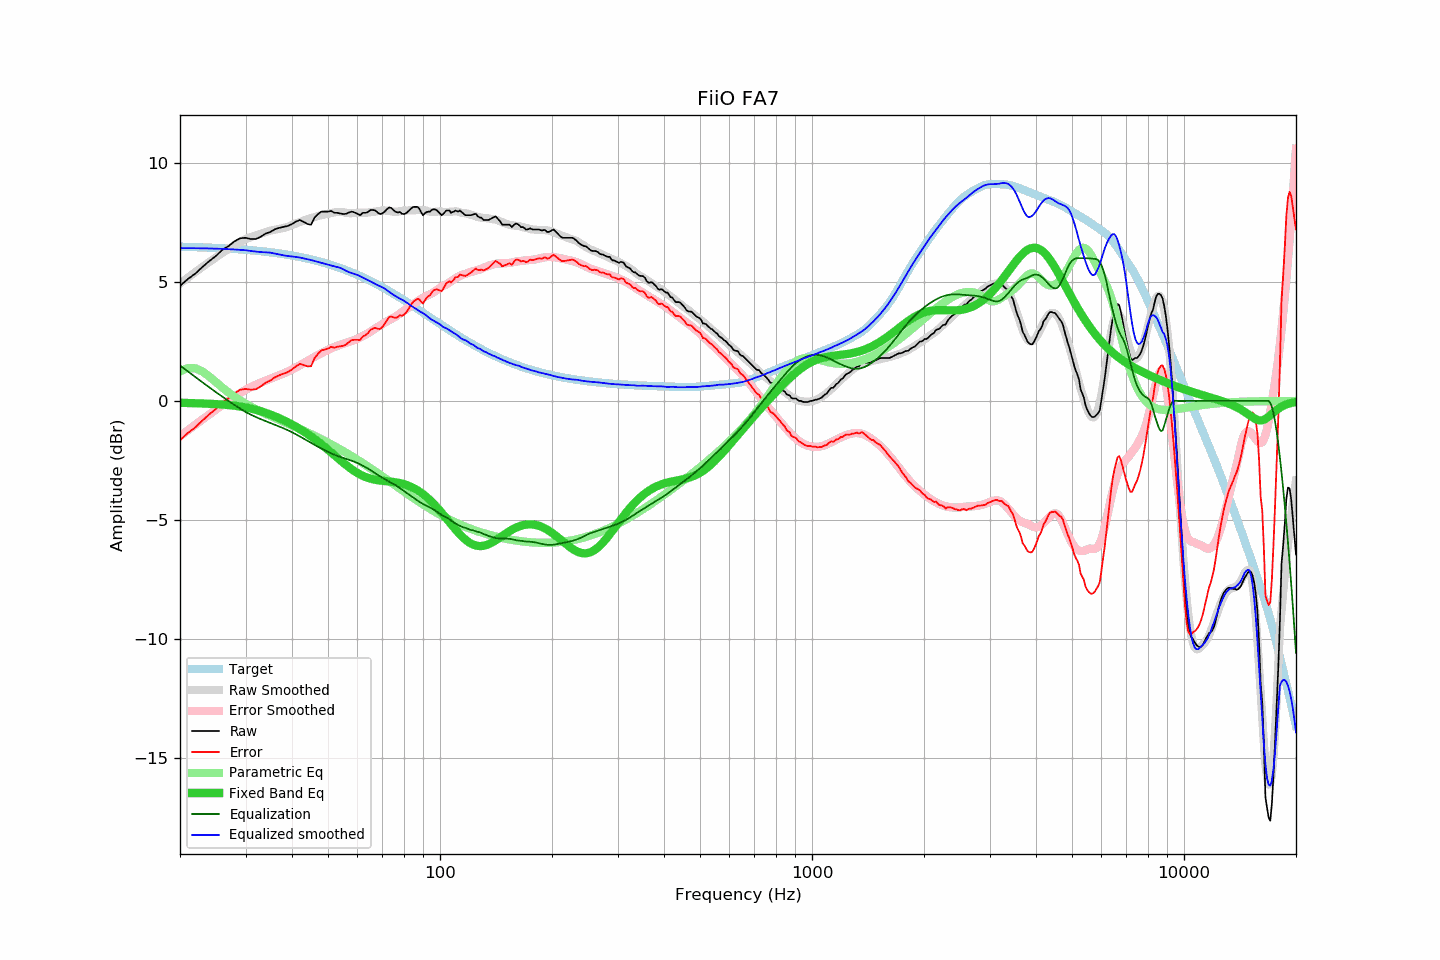 FiiO FA7
Amplitude (dBr)
10
5
0
−5
−10
−15
Target
Raw Smoothed
Error Smoothed
Raw
Error
Parametric Eq
Fixed Band Eq
Equalization
Equalized smoothed
100
1000
10000
Frequency (Hz)